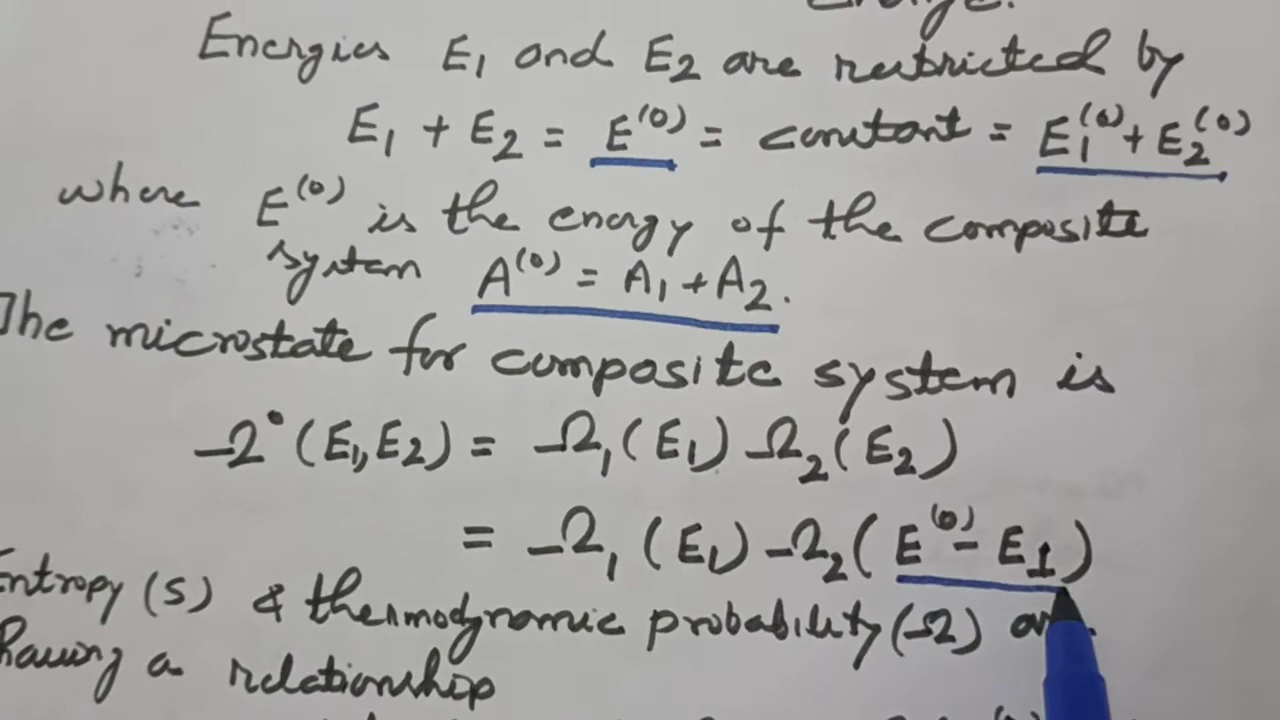 Energies E₁ and E₂ are restricted by
E₁ + E₂ = E⁽⁰⁾ = constant = E₁⁽⁰⁾ + E₂⁽⁰⁾
where E⁽⁰⁾ is the energy of the composite
system A⁽⁰⁾ = A₁ + A₂.
The microstate for composite system is
Ω°(E₁, E₂) = Ω₁(E₁) Ω₂(E₂)
= Ω₁(E₁) Ω₂(E⁽⁰⁾ - E₁)
Entropy (S) & thermodynamic probability (Ω)
having a relationship